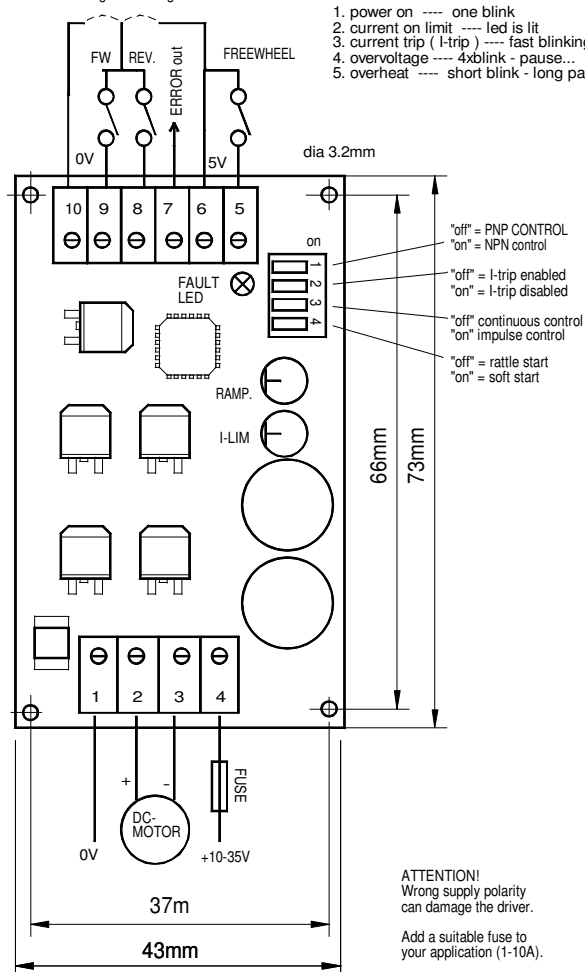 1. power on ---- one blink
2. current on limit ---- led is lit
3. current trip ( I-trip ) ---- fast blinking
4. overvoltage ---- 4xblink - pause...
5. overheat ---- short blink - long
FW REV. ERROR out FREEWHEEL
0V 5V
dia 3.2mm
10 9 8 7 6 5
on
1
2
3
4
"off" = PNP CONTROL
"on" = NPN control
"off" = I-trip enabled
"on" = I-trip disabled
"off" continuous control
"on" impulse control
"off" = rattle start
"on" = soft start
FAULT
LED
RAMP.
I-LIM
66mm
73mm
1 2 3 4
+ -
DC-
MOTOR
FUSE
0V
+10-35V
37m
43mm
ATTENTION!
Wrong supply polarity
can damage the driver.
Add a suitable fuse to
your application (1-10A).